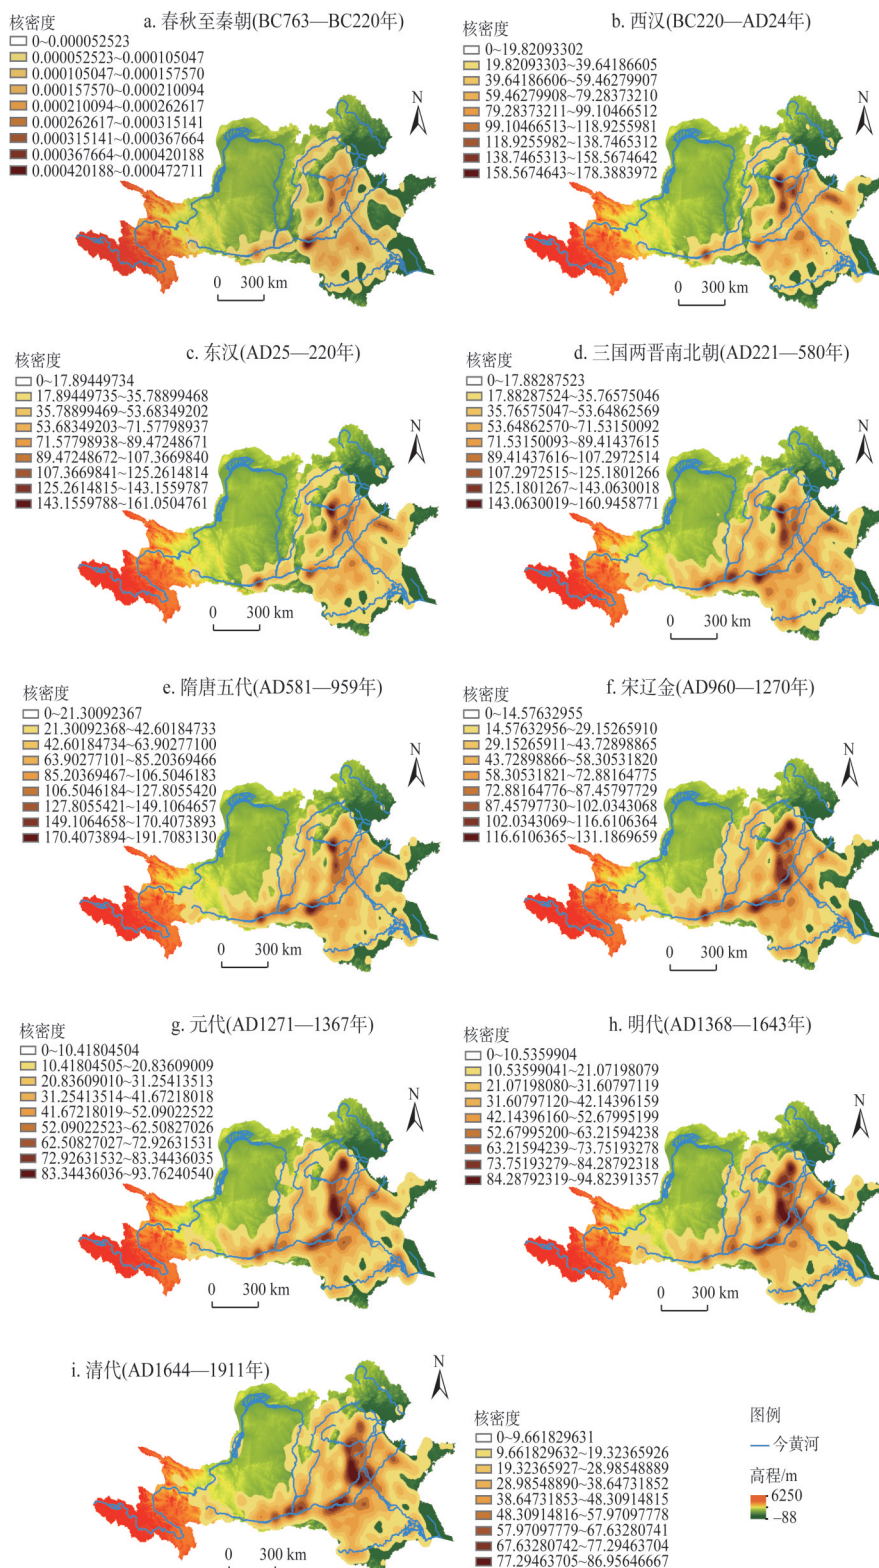 a. 春秋至秦朝(BC763—BC220年)
核密度
0~0.000052523
0.000052523~0.000105047
0.000105047~0.000157570
0.000157570~0.000210094
0.000210094~0.000262617
0.000262617~0.000315141
0.000315141~0.000367664
0.000367664~0.000420188
0.000420188~0.000472711
N
0 300 km
b. 西汉(BC220—AD24年)
核密度
0~19.82093302
19.82093303~39.64186605
39.64186606~59.46279907
59.46279908~79.28373210
79.28373211~99.10466512
99.10466513~118.9255981
118.9255982~138.7465312
138.7465313~158.5674642
158.5674643~178.3883972
N
0 300 km
c. 东汉(AD25—220年)
核密度
0~17.89449734
17.89449735~35.78899468
35.78899469~53.68349202
53.68349203~71.57798937
71.57798938~89.47248671
89.47248672~107.3669840
107.3669841~125.2614814
125.2614815~143.1559787
143.1559788~161.0504761
N
0 300 km
d. 三国两晋南北朝(AD221—580年)
核密度
0~17.88287523
17.88287524~35.76575046
35.76575047~53.64862569
53.64862570~71.53150092
71.53150093~89.41437615
89.41437616~107.2972514
107.2972515~125.1801266
125.1801267~143.0630018
143.0630019~160.9458771
N
0 300 km
e. 隋唐五代(AD581—959年)
核密度
0~21.30092367
21.30092368~42.60184733
42.60184734~63.90277100
63.90277101~85.20369466
85.20369467~106.5046183
106.5046184~127.8055420
127.8055421~149.1064657
149.1064658~170.4073893
170.4073894~191.7083130
N
0 300 km
f. 宋辽金(AD960—1270年)
核密度
0~14.57632955
14.57632956~29.15265910
29.15265911~43.72898865
43.72898866~58.30531820
58.30531821~72.88164775
72.88164776~87.45797729
87.45797730~102.0343068
102.0343069~116.6106364
116.6106365~131.1869659
N
0 300 km
g. 元代(AD1271—1367年)
核密度
0~10.41804504
10.41804505~20.83609009
20.83609010~31.25413513
31.25413514~41.67218018
41.67218019~52.09022522
52.09022523~62.50827026
62.50827027~72.92631531
72.92631532~83.34436035
83.34436036~93.76240540
N
0 300 km
h. 明代(AD1368—1643年)
核密度
0~10.5359904
10.53599041~21.07198079
21.07198080~31.60797119
31.60797120~42.14396159
42.14396160~52.67995199
52.67995200~63.21594238
63.21594239~73.75193278
73.75193279~84.28792318
84.28792319~94.82391357
N
0 300 km
i. 清代(AD1644—1911年)
N
0 300 km
核密度
0~9.661829631
9.661829632~19.32365926
19.32365927~28.98548889
28.98548890~38.64731852
38.64731853~48.30914815
48.30914816~57.97097778
57.97097779~67.63280741
67.63280742~77.29463704
77.29463705~86.95646667
图例
今黄河
高程/m
6250
–88